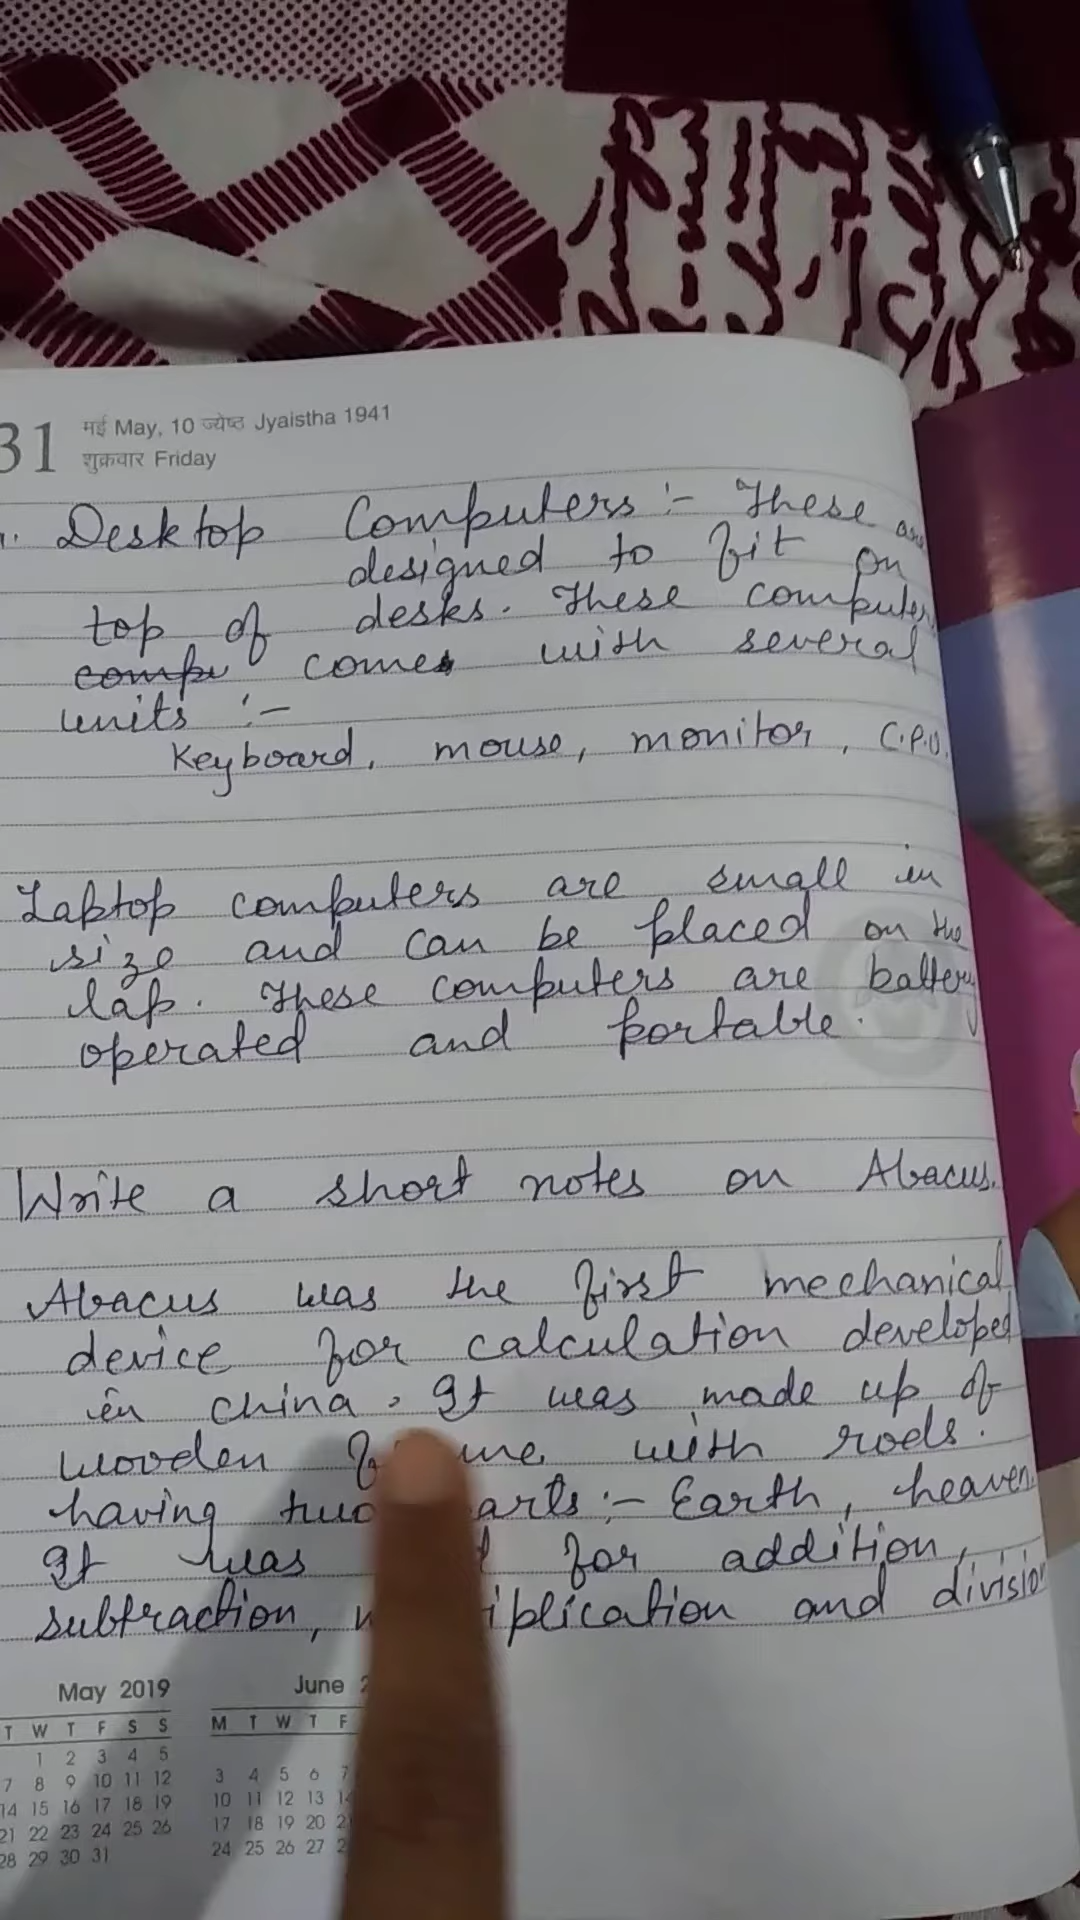 31 मई May, 10 ज्येष्ठ Jyaistha 1941
शुक्रवार Friday
Desktop Computers :- These are
designed to fit on
top of desks. These computers
compu comes with several
units :-
Keyboard, mouse, monitor, C.P.U.
Laptop computers are small in
size and can be placed on the
lap. These computers are battery
operated and portable.
Write a short notes on Abacus.
Abacus was the first mechanical
device for calculation developed
in china. It was made up of
wooden with rods.
having two :- Earth, heaven.
It was for addition,
subtraction, and division
May 2019 June
T W T F S S M T W T F
1 2 3 4 5
7 8 9 10 11 12 3 4 5 6 7
14 15 16 17 18 19 10 11 12 13
21 22 23 24 25 26 17 18 19 20
28 29 30 31 24 25 26 27